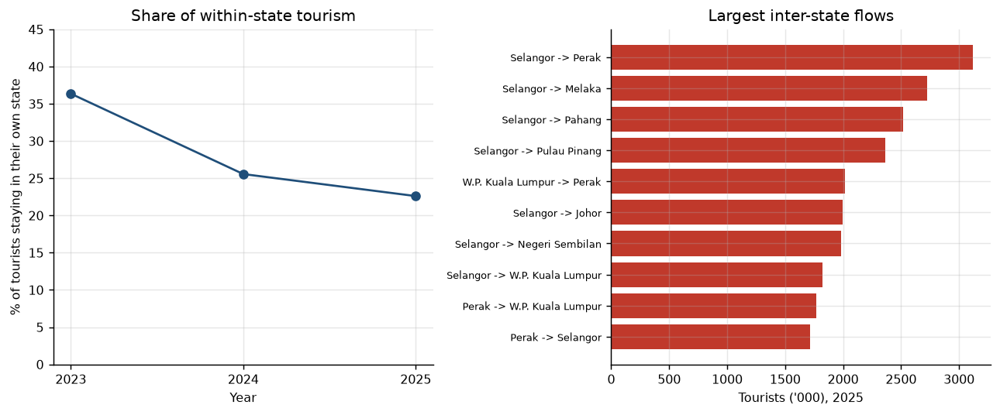 Share of within-state tourism
% of tourists staying in their own state
45
40
35
30
25
20
15
10
5
0
2023
2024
2025
Year
Largest inter-state flows
Selangor -> Perak
Selangor -> Melaka
Selangor -> Pahang
Selangor -> Pulau Pinang
W.P. Kuala Lumpur -> Perak
Selangor -> Johor
Selangor -> Negeri Sembilan
Selangor -> W.P. Kuala Lumpur
Perak -> W.P. Kuala Lumpur
Perak -> Selangor
0
500
1000
1500
2000
2500
3000
Tourists ('000), 2025